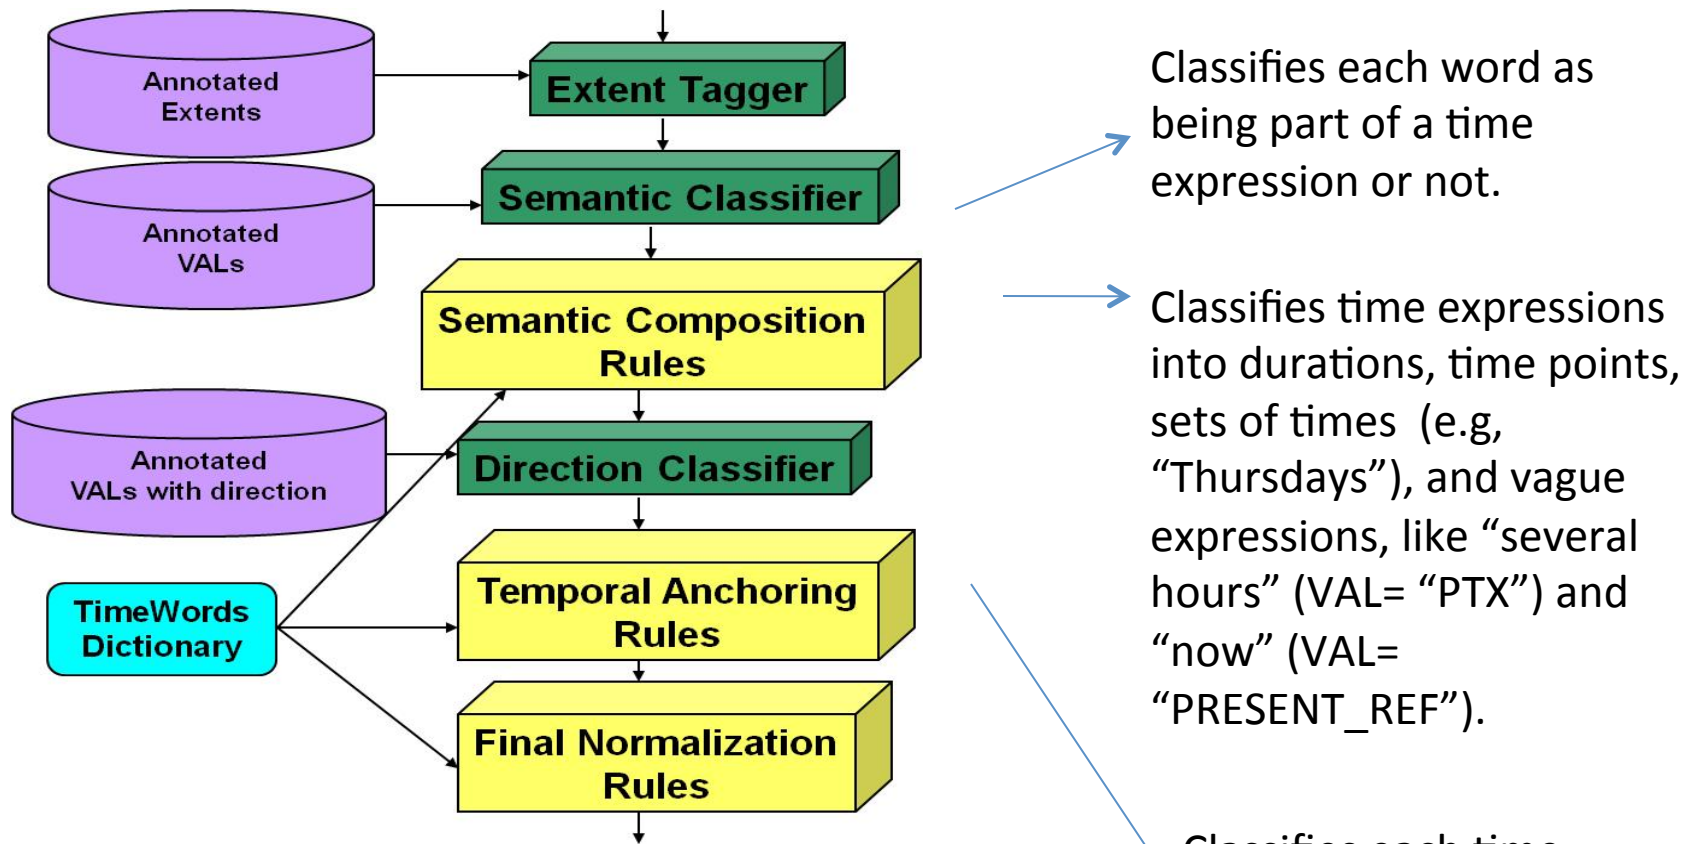 Annotated
Extents
Extent Tagger
Annotated
VALs
Semantic Classifier
Semantic Composition
Rules
Annotated
VALs with direction
Direction Classifier
TimeWords
Dictionary
Temporal Anchoring
Rules
Final Normalization
Rules
Classifies each word as
being part of a time
expression or not.
Classifies time expressions
into durations, time points,
sets of times (e.g,
“Thursdays”), and vague
expressions, like “several
hours” (VAL= “PTX”) and
“now” (VAL=
“PRESENT_REF”).
Classifies each time